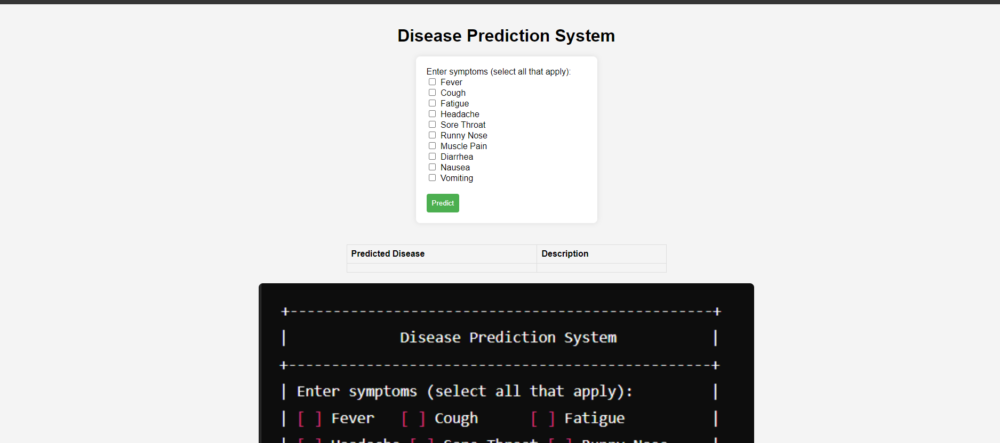 Disease Prediction System
Enter symptoms (select all that apply):
Fever
Cough
Fatigue
Headache
Sore Throat
Runny Nose
Muscle Pain
Diarrhea
Nausea
Vomiting
Predict
Predicted Disease Description
+-------------------------------------------------+
| Disease Prediction System |
+-------------------------------------------------+
| Enter symptoms (select all that apply): |
| [ ] Fever [ ] Cough [ ] Fatigue |
| [ ] Headache [ ] Sore Throat [ ] Runny Nose |